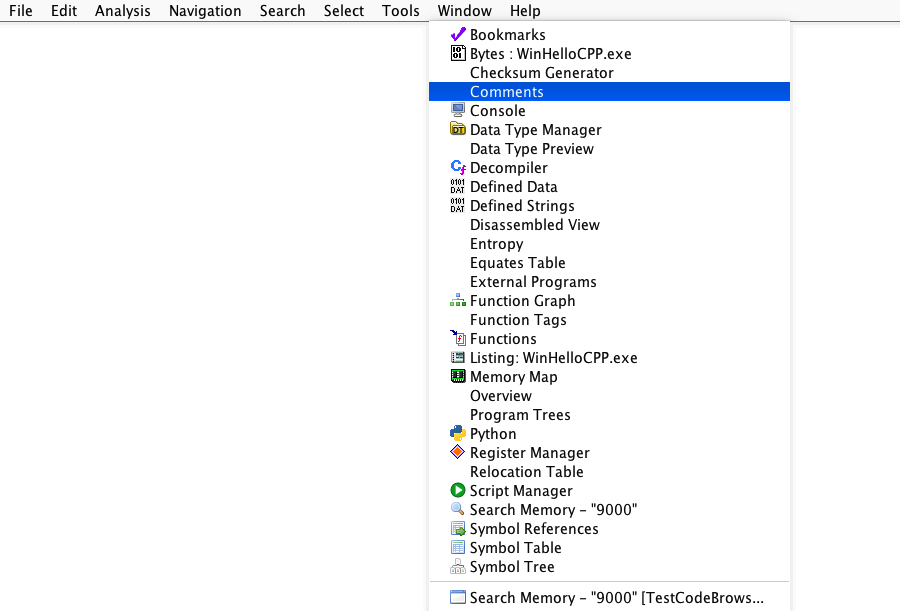 File Edit Analysis Navigation Search Select Tools Window Help
Bookmarks
Bytes : WinHelloCPP.exe
Checksum Generator
Comments
Console
Data Type Manager
Data Type Preview
Decompiler
Defined Data
Defined Strings
Disassembled View
Entropy
Equates Table
External Programs
Function Graph
Function Tags
Functions
Listing: WinHelloCPP.exe
Memory Map
Overview
Program Trees
Python
Register Manager
Relocation Table
Script Manager
Search Memory - "9000"
Symbol References
Symbol Table
Symbol Tree
Search Memory - "9000" [TestCodeBrows...